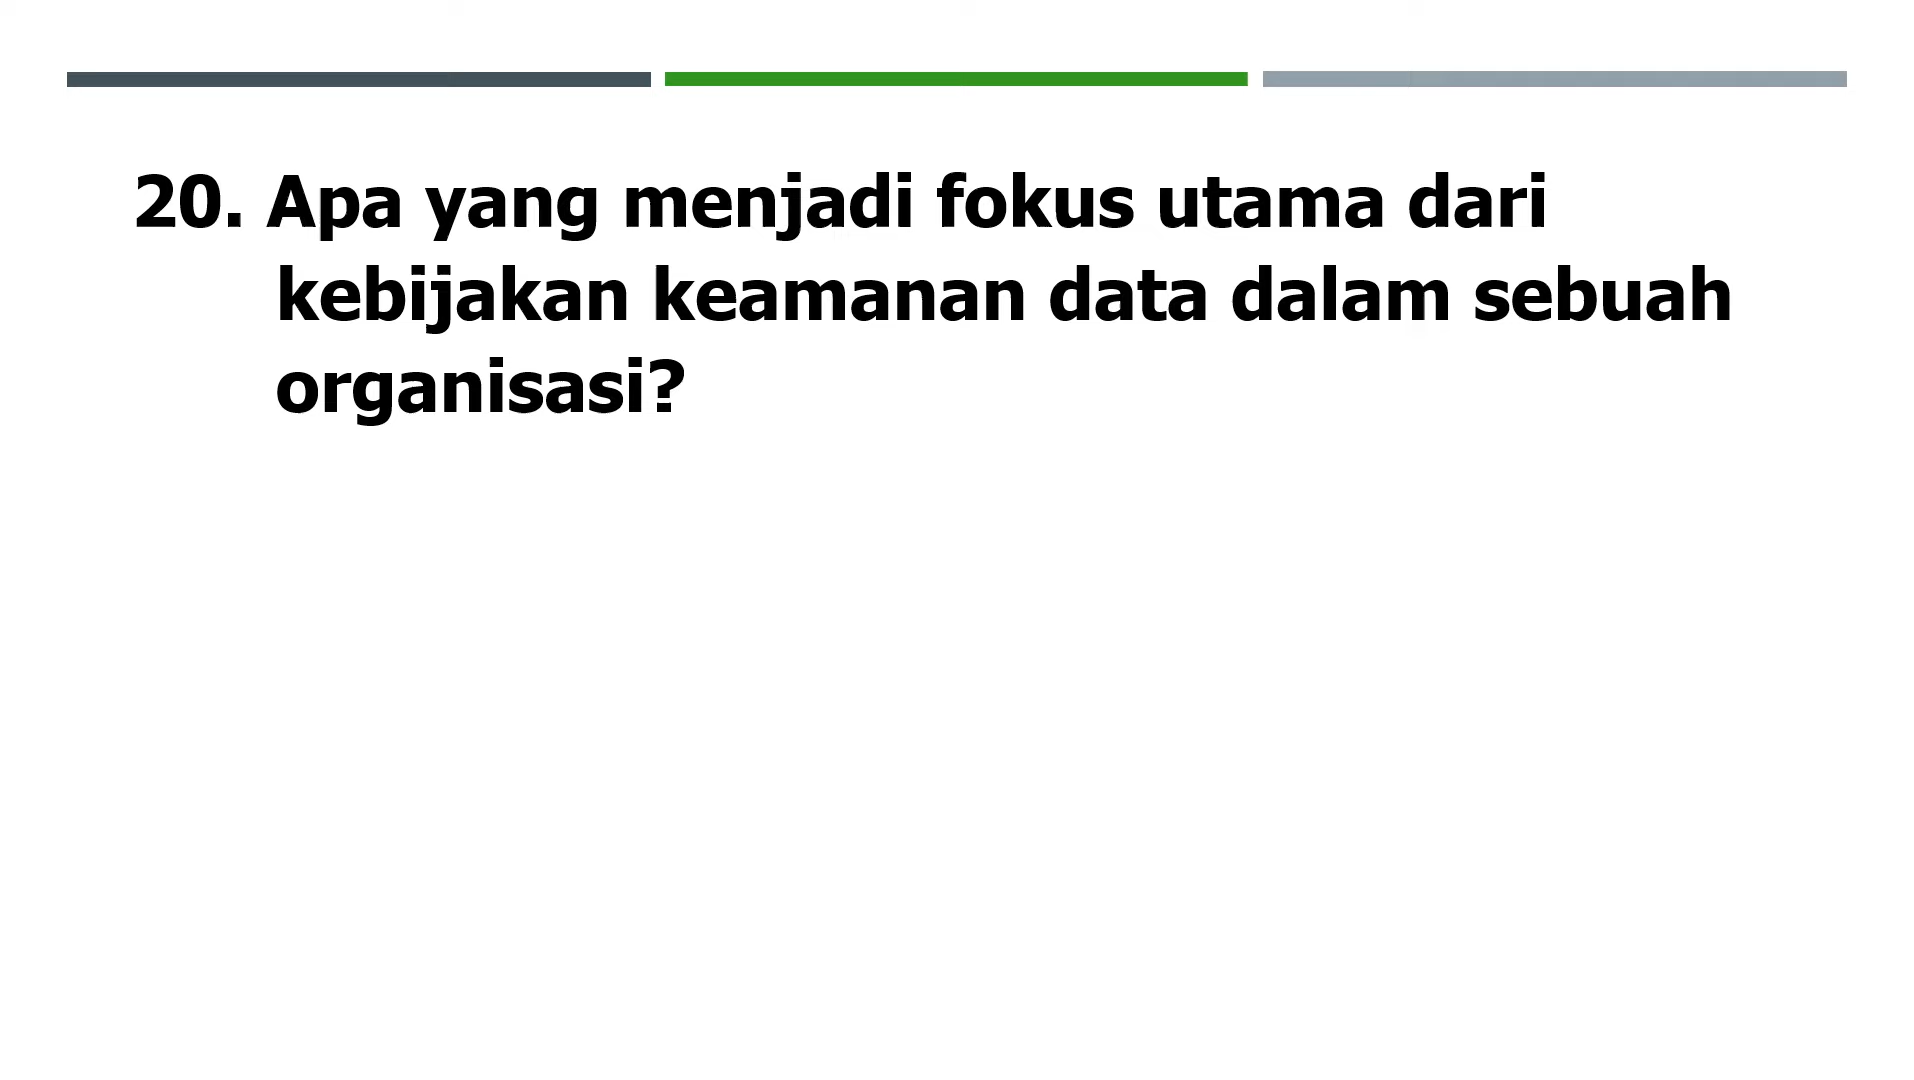 20. Apa yang menjadi fokus utama dari
kebijakan keamanan data dalam sebuah
organisasi?